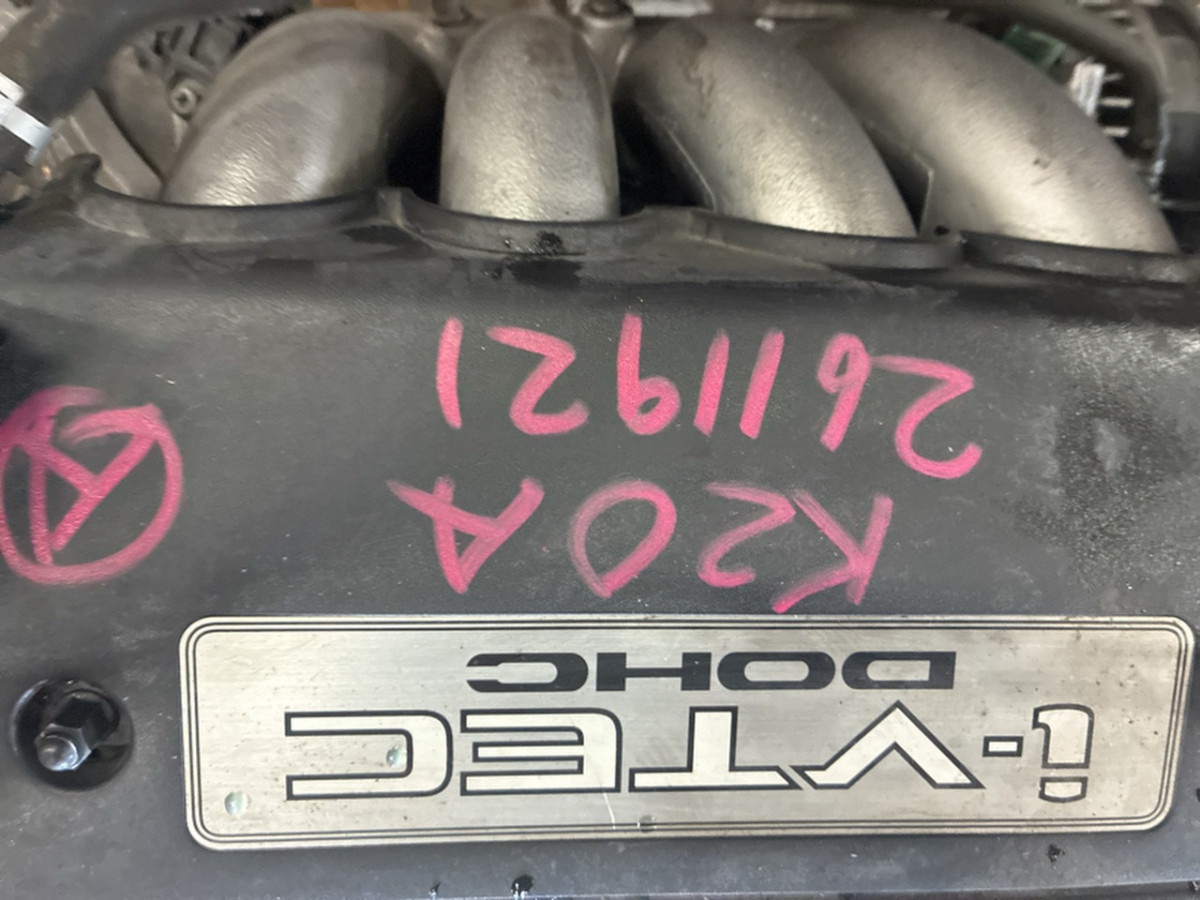 i-VTEC
DOHC
K20A
2611921
A